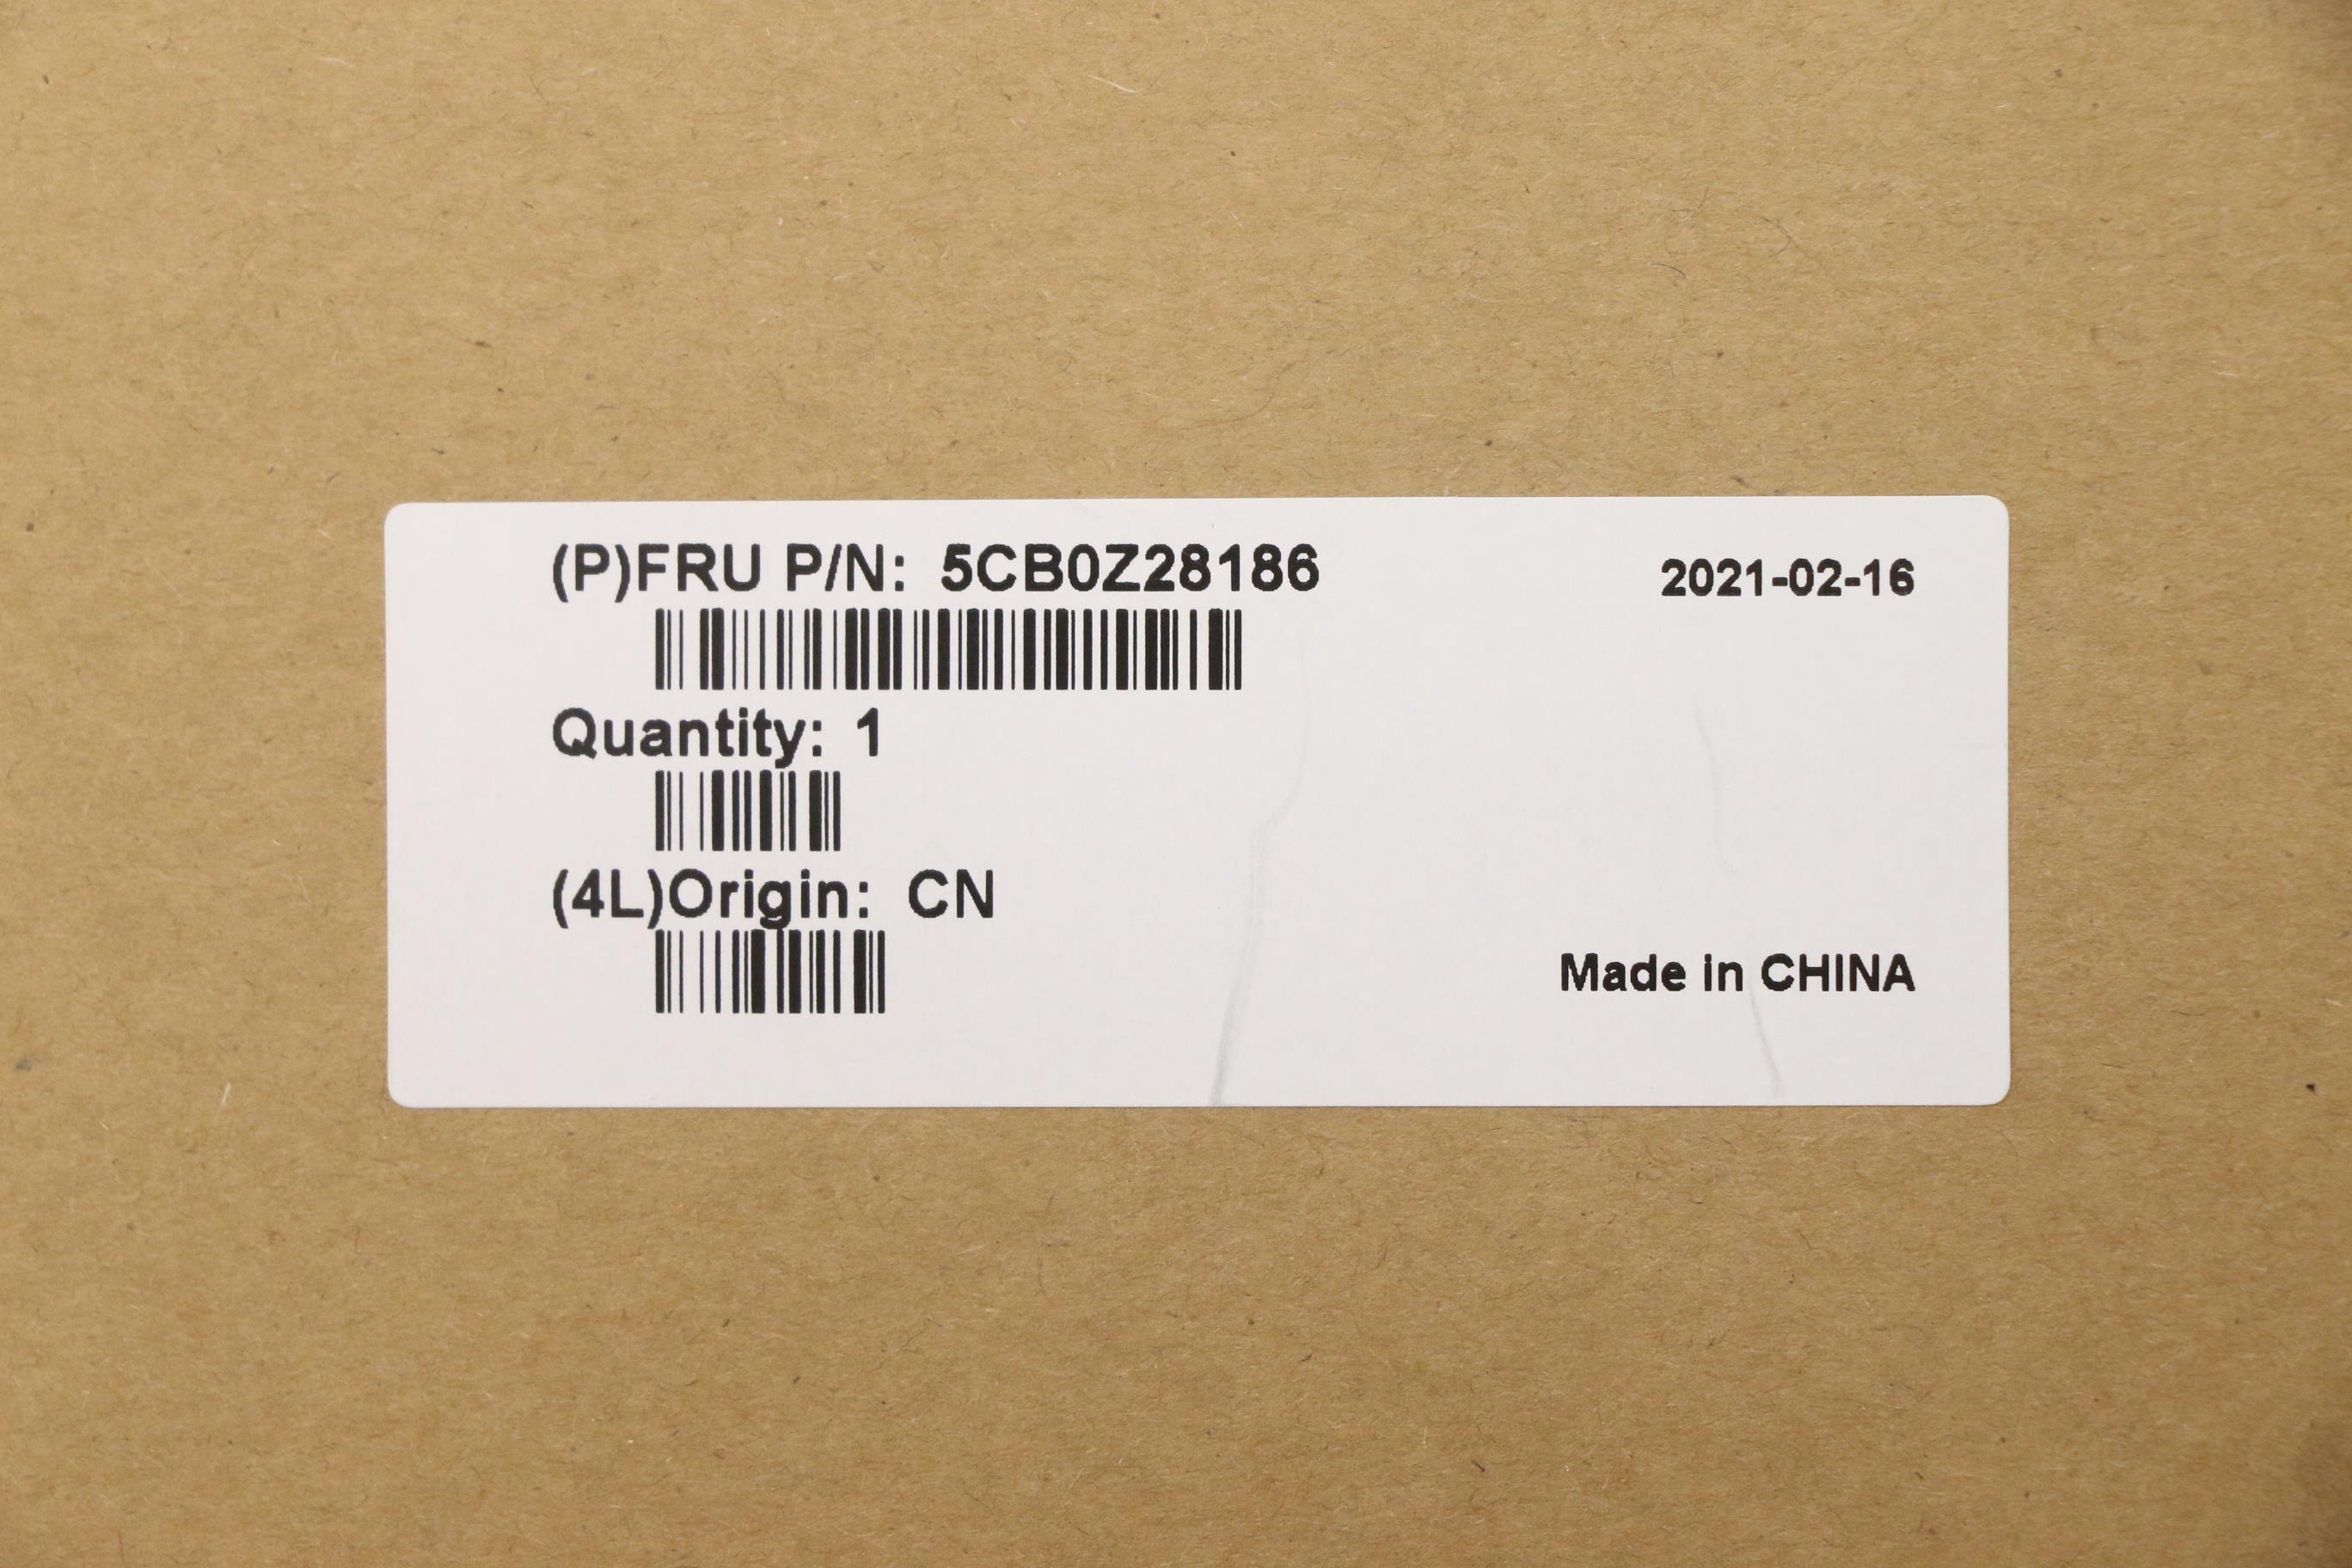 (P)FRU P/N: 5CB0Z28186
2021-02-16
Quantity: 1
(4L)Origin: CN
Made in CHINA